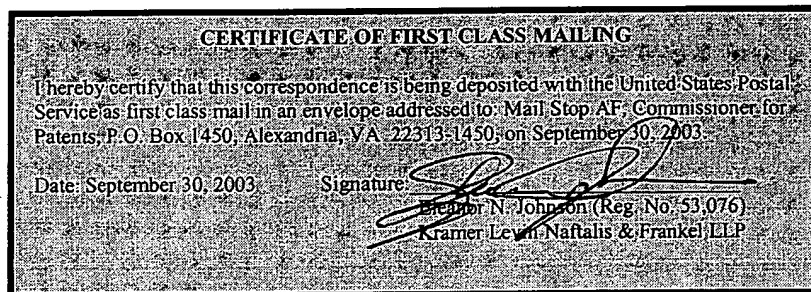 CERTIFICATE OF FIRST CLASS MAILING
I hereby certify that this correspondence is being deposited with the United States Postal
Service as first class mail in an envelope addressed to: Mail Stop AF, Commissioner for
Patents, P.O. Box 1450, Alexandria, VA 22313-1450, on September 30, 2003.
Date: September 30, 2003 Signature:
Eleanor N. Johnson (Reg. No. 53,076)
Kramer Levin Naftalis & Frankel LLP